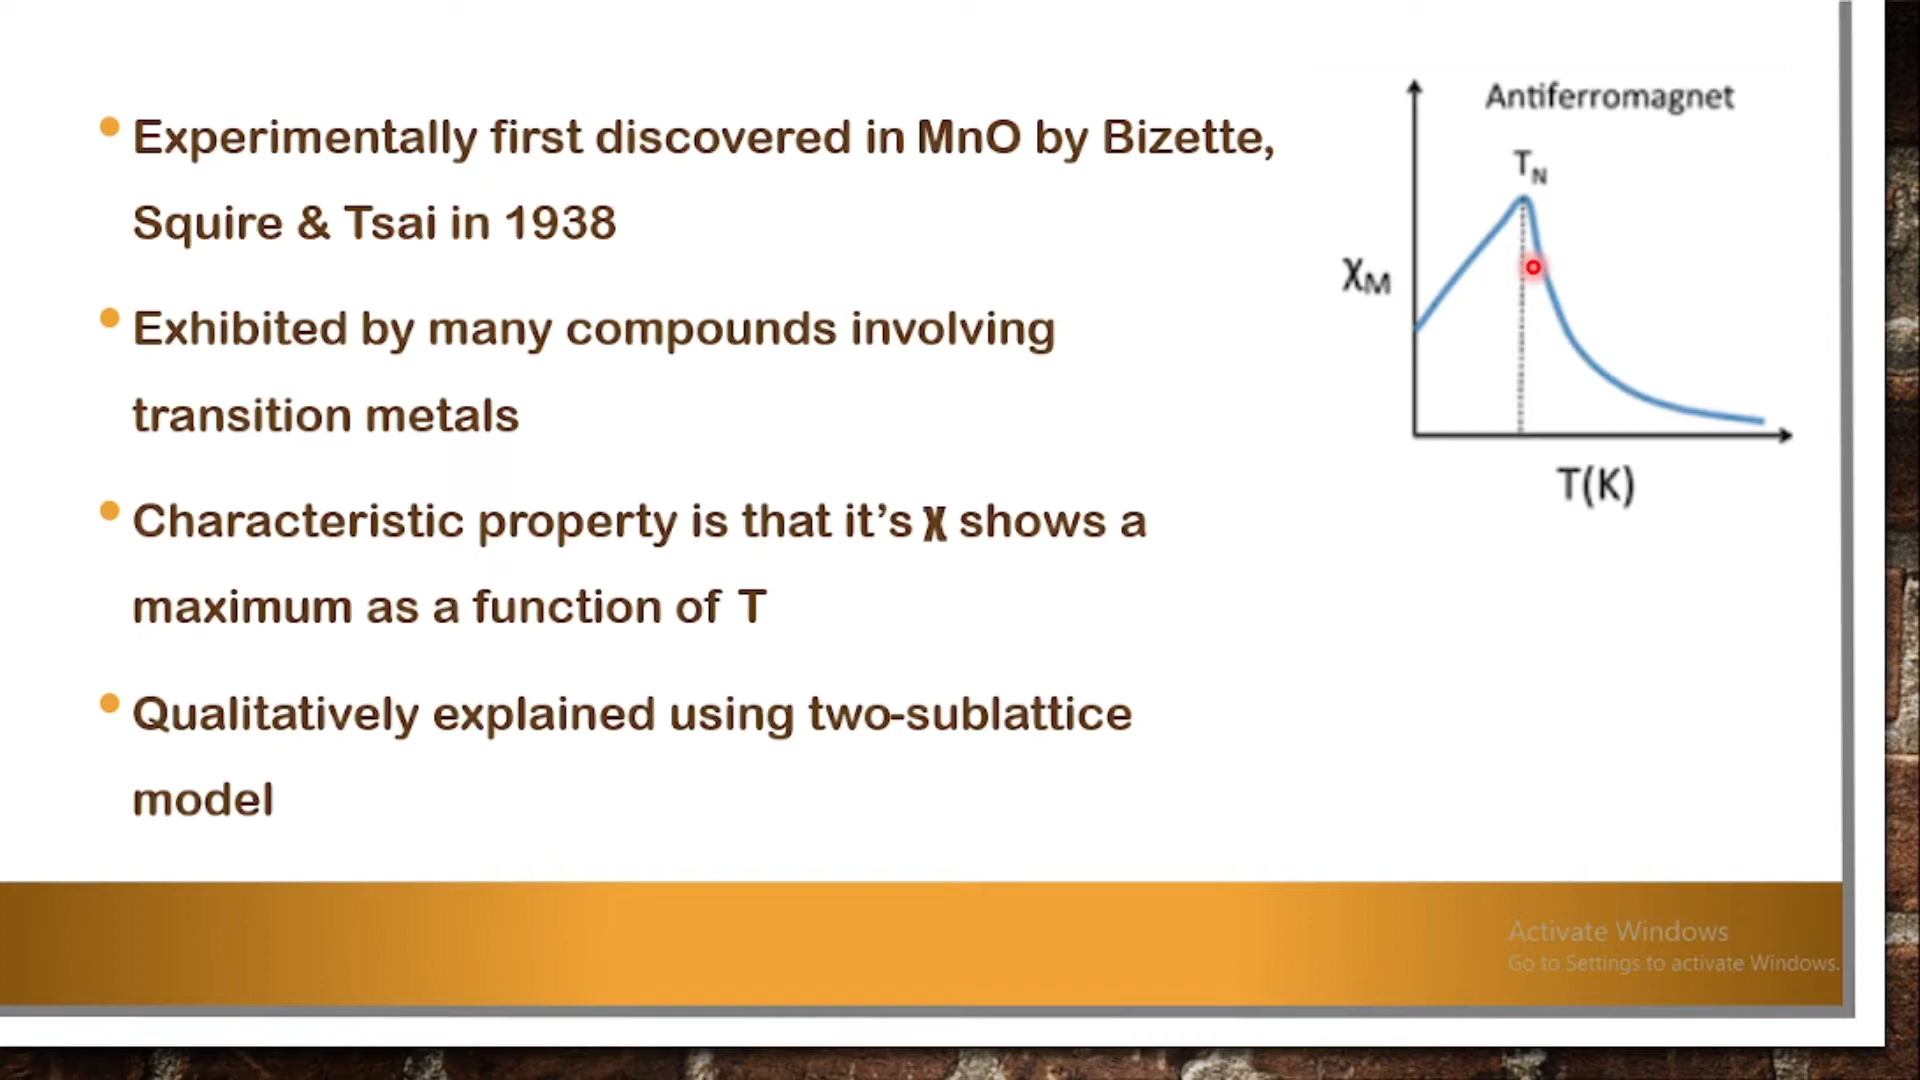 • Experimentally first discovered in MnO by Bizette,
Squire & Tsai in 1938
• Exhibited by many compounds involving
transition metals
• Characteristic property is that it’s χ shows a
maximum as a function of T
• Qualitatively explained using two-sublattice
model
Antiferromagnet
TN
χM
T(K)
Activate Windows
Go to Settings to activate Windows.